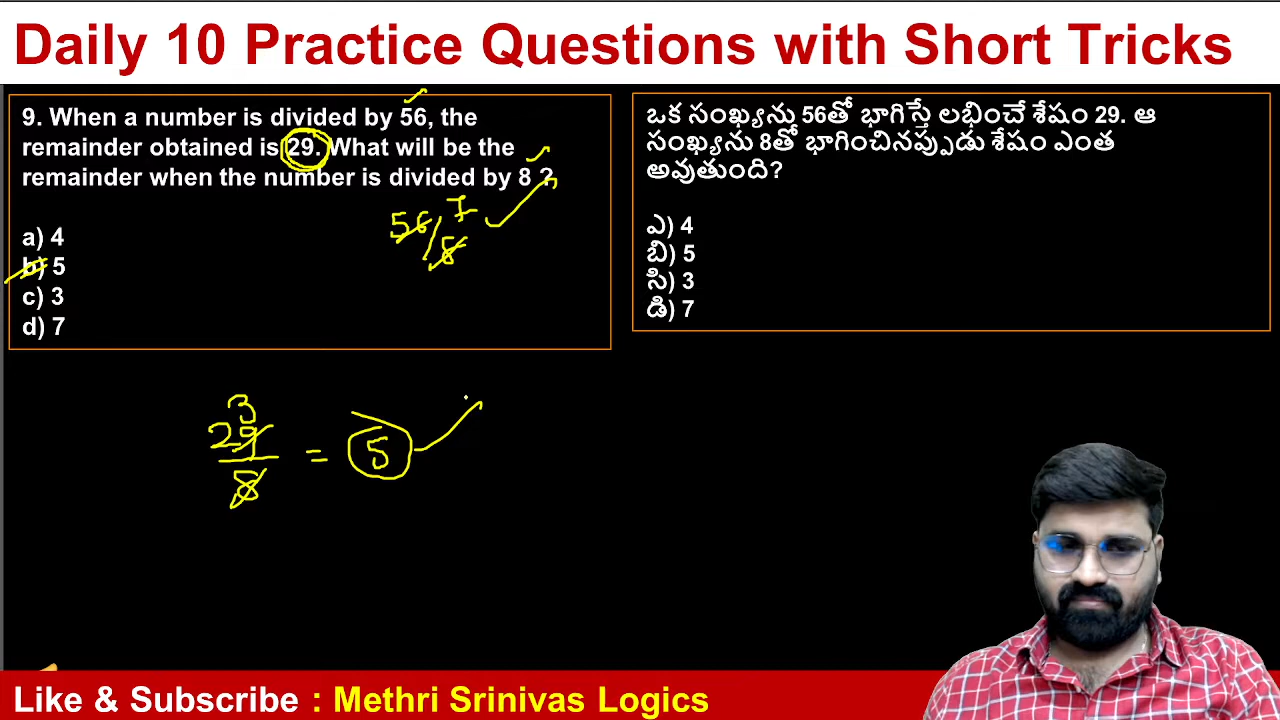 Daily 10 Practice Questions with Short Tricks
9. When a number is divided by 56, the
remainder obtained is 29. What will be the
remainder when the number is divided by 8 ?
a) 4
b) 5
c) 3
d) 7
56/8 7
ఒక సంఖ్యను 56తో భాగిస్తే లభించే శేషం 29. ఆ
సంఖ్యను 8తో భాగించినప్పుడు శేషం ఎంత
అవుతుంది?
ఎ) 4
బి) 5
సి) 3
డి) 7
3
29
8
= 5
Like & Subscribe : Methri Srinivas Logics